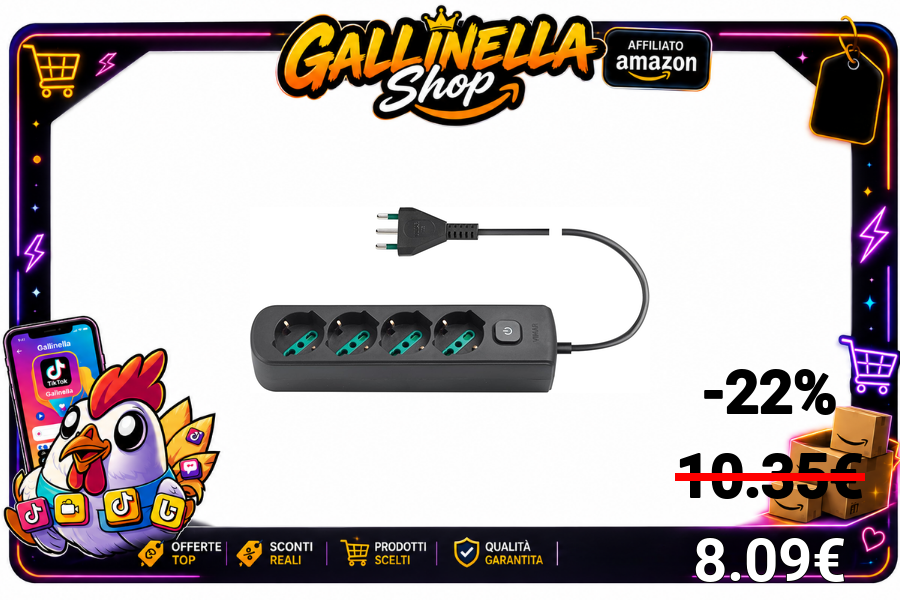 GALLINELLA
Shop
AFFILIATO
amazon
Gallinella
TikTok
Gallinella
-22%
10.35€
8.09€
OFFERTE
TOP
SCONTI
REALI
PRODOTTI
SCELTI
QUALITÀ
GARANTITA